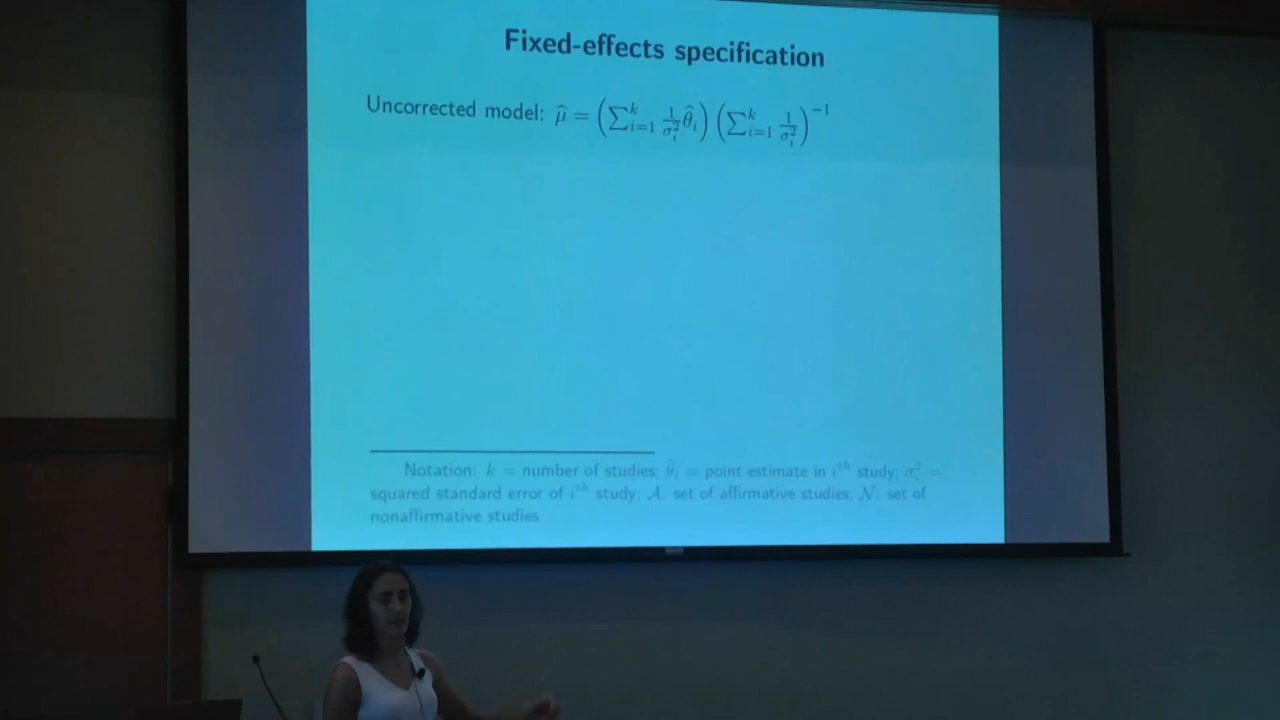 Fixed-effects specification
Uncorrected model: $\widehat{\mu} = \left(\sum_{i=1}^{k} \frac{1}{\sigma_i^2} \widehat{\theta}_i\right) \left(\sum_{i=1}^{k} \frac{1}{\sigma_i^2}\right)^{-1}$
Notation: $k$ = number of studies; $\widehat{\theta}_i$ = point estimate in $i^{th}$ study; $\sigma_i^2$ =
squared standard error of $i^{th}$ study; $\mathcal{A}$: set of affirmative studies; $\mathcal{N}$: set of
nonaffirmative studies